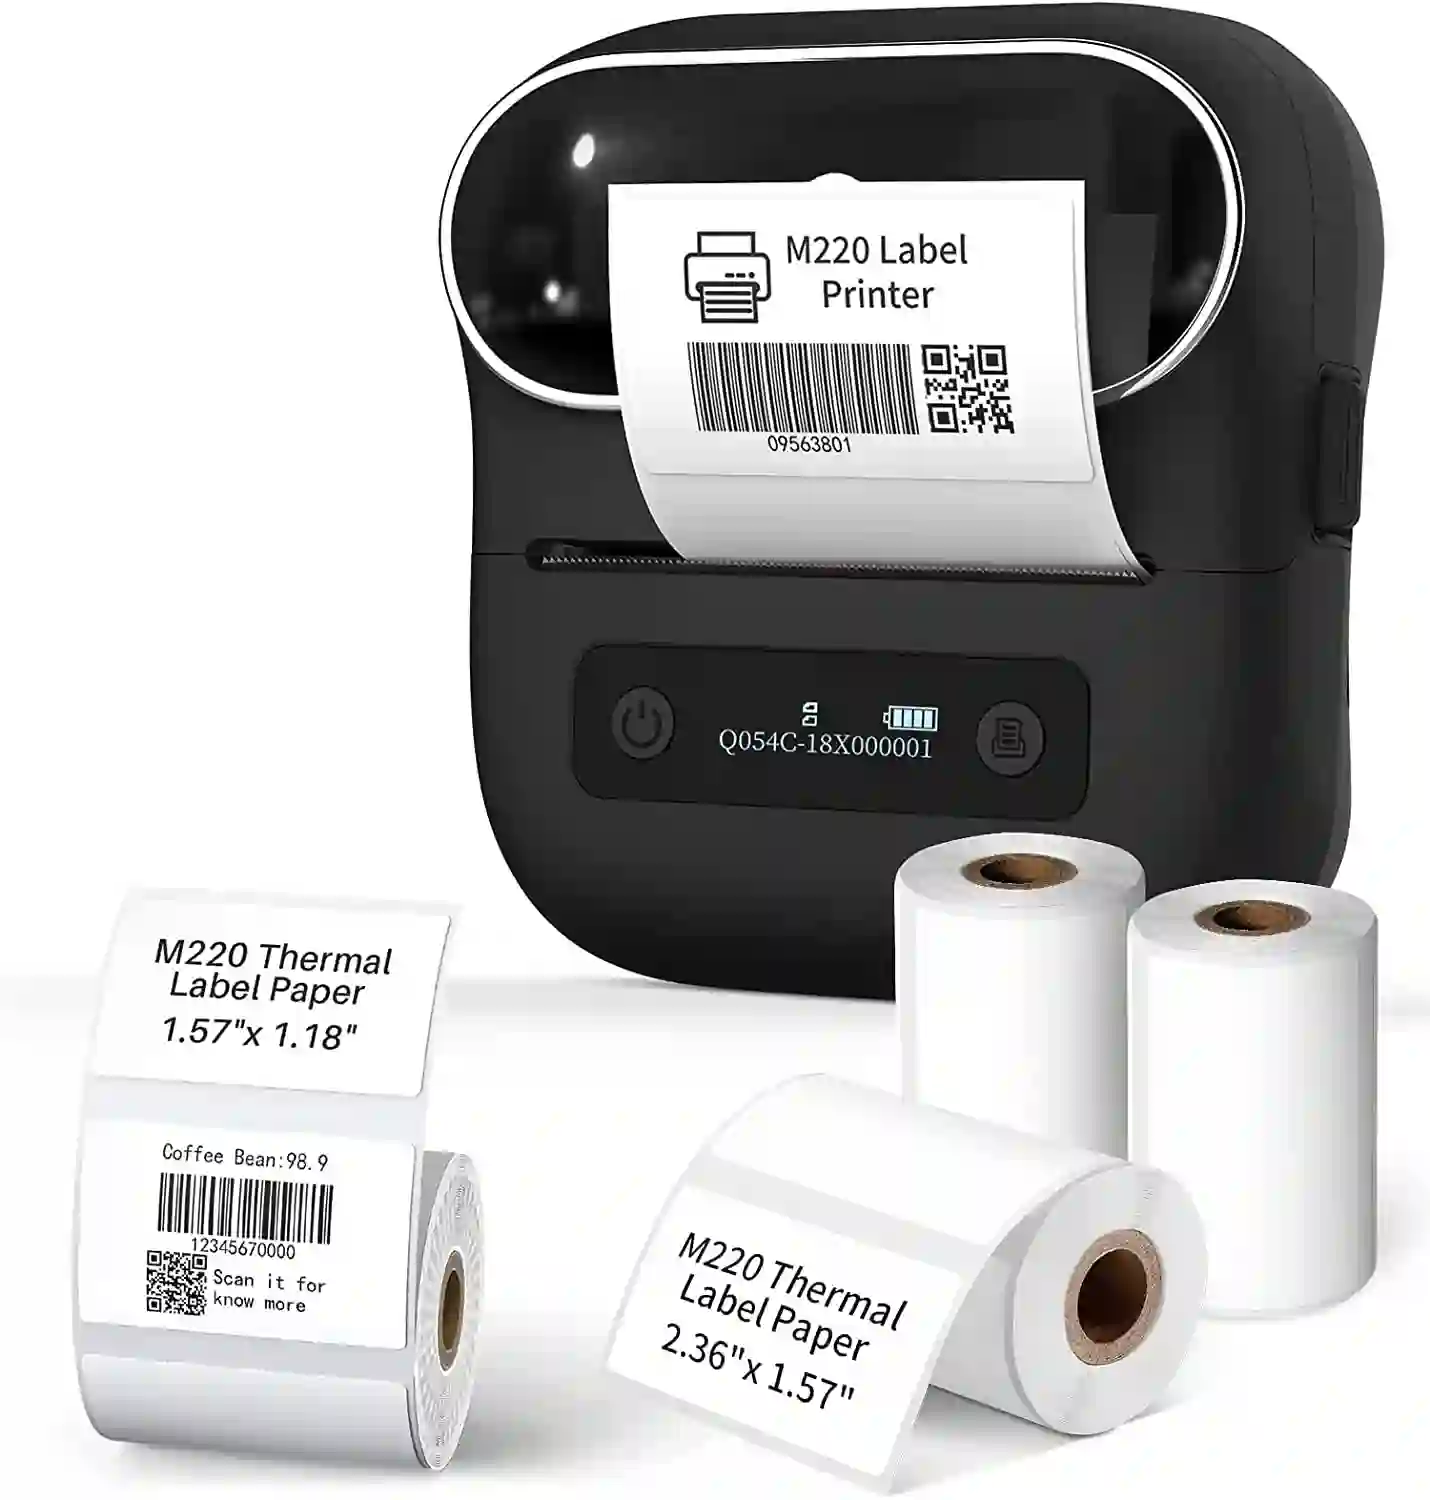 M220 Label
Printer
09563801
Q054C-18X000001
M220 Thermal
Label Paper
1.57"x 1.18"
Coffee Bean:98.9
12345670000
Scan it for
know more
M220 Thermal
Label Paper
2.36"x 1.57"